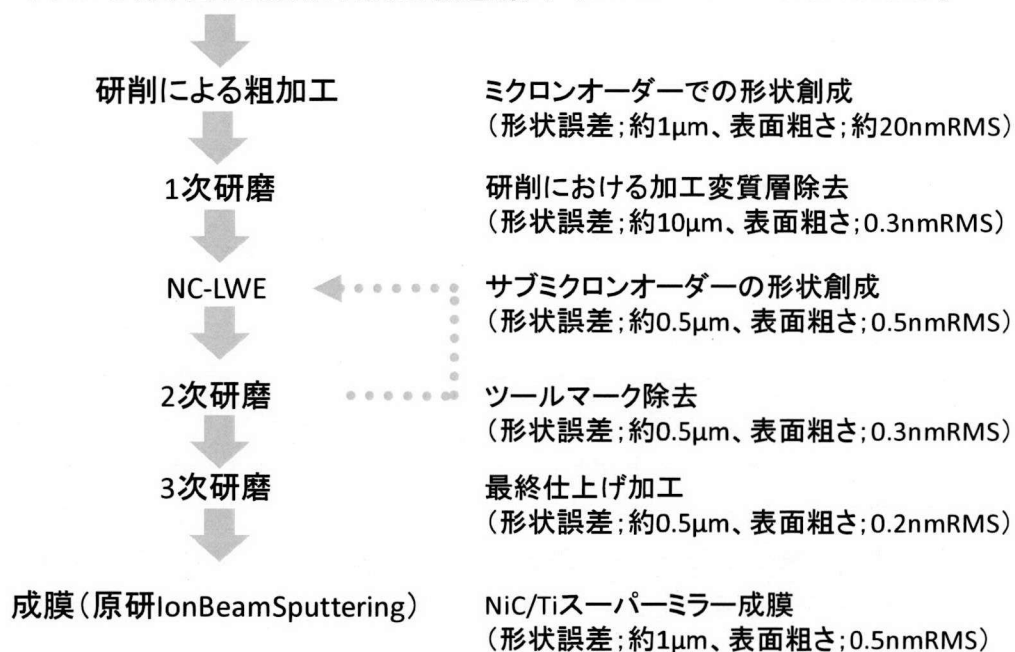 研削による粗加工
ミクロンオーダーでの形状創成
（形状誤差；約1μm、表面粗さ；約20nmRMS）
1次研磨
研削における加工変質層除去
（形状誤差；約10μm、表面粗さ；0.3nmRMS）
NC-LWE
サブミクロンオーダーの形状創成
（形状誤差；約0.5μm、表面粗さ；0.5nmRMS）
2次研磨
ツールマーク除去
（形状誤差；約0.5μm、表面粗さ；0.3nmRMS）
3次研磨
最終仕上げ加工
（形状誤差；約0.5μm、表面粗さ；0.2nmRMS）
成膜（原研IonBeamSputtering）
NiC/Tiスーパーミラー成膜
（形状誤差；約1μm、表面粗さ；0.5nmRMS）